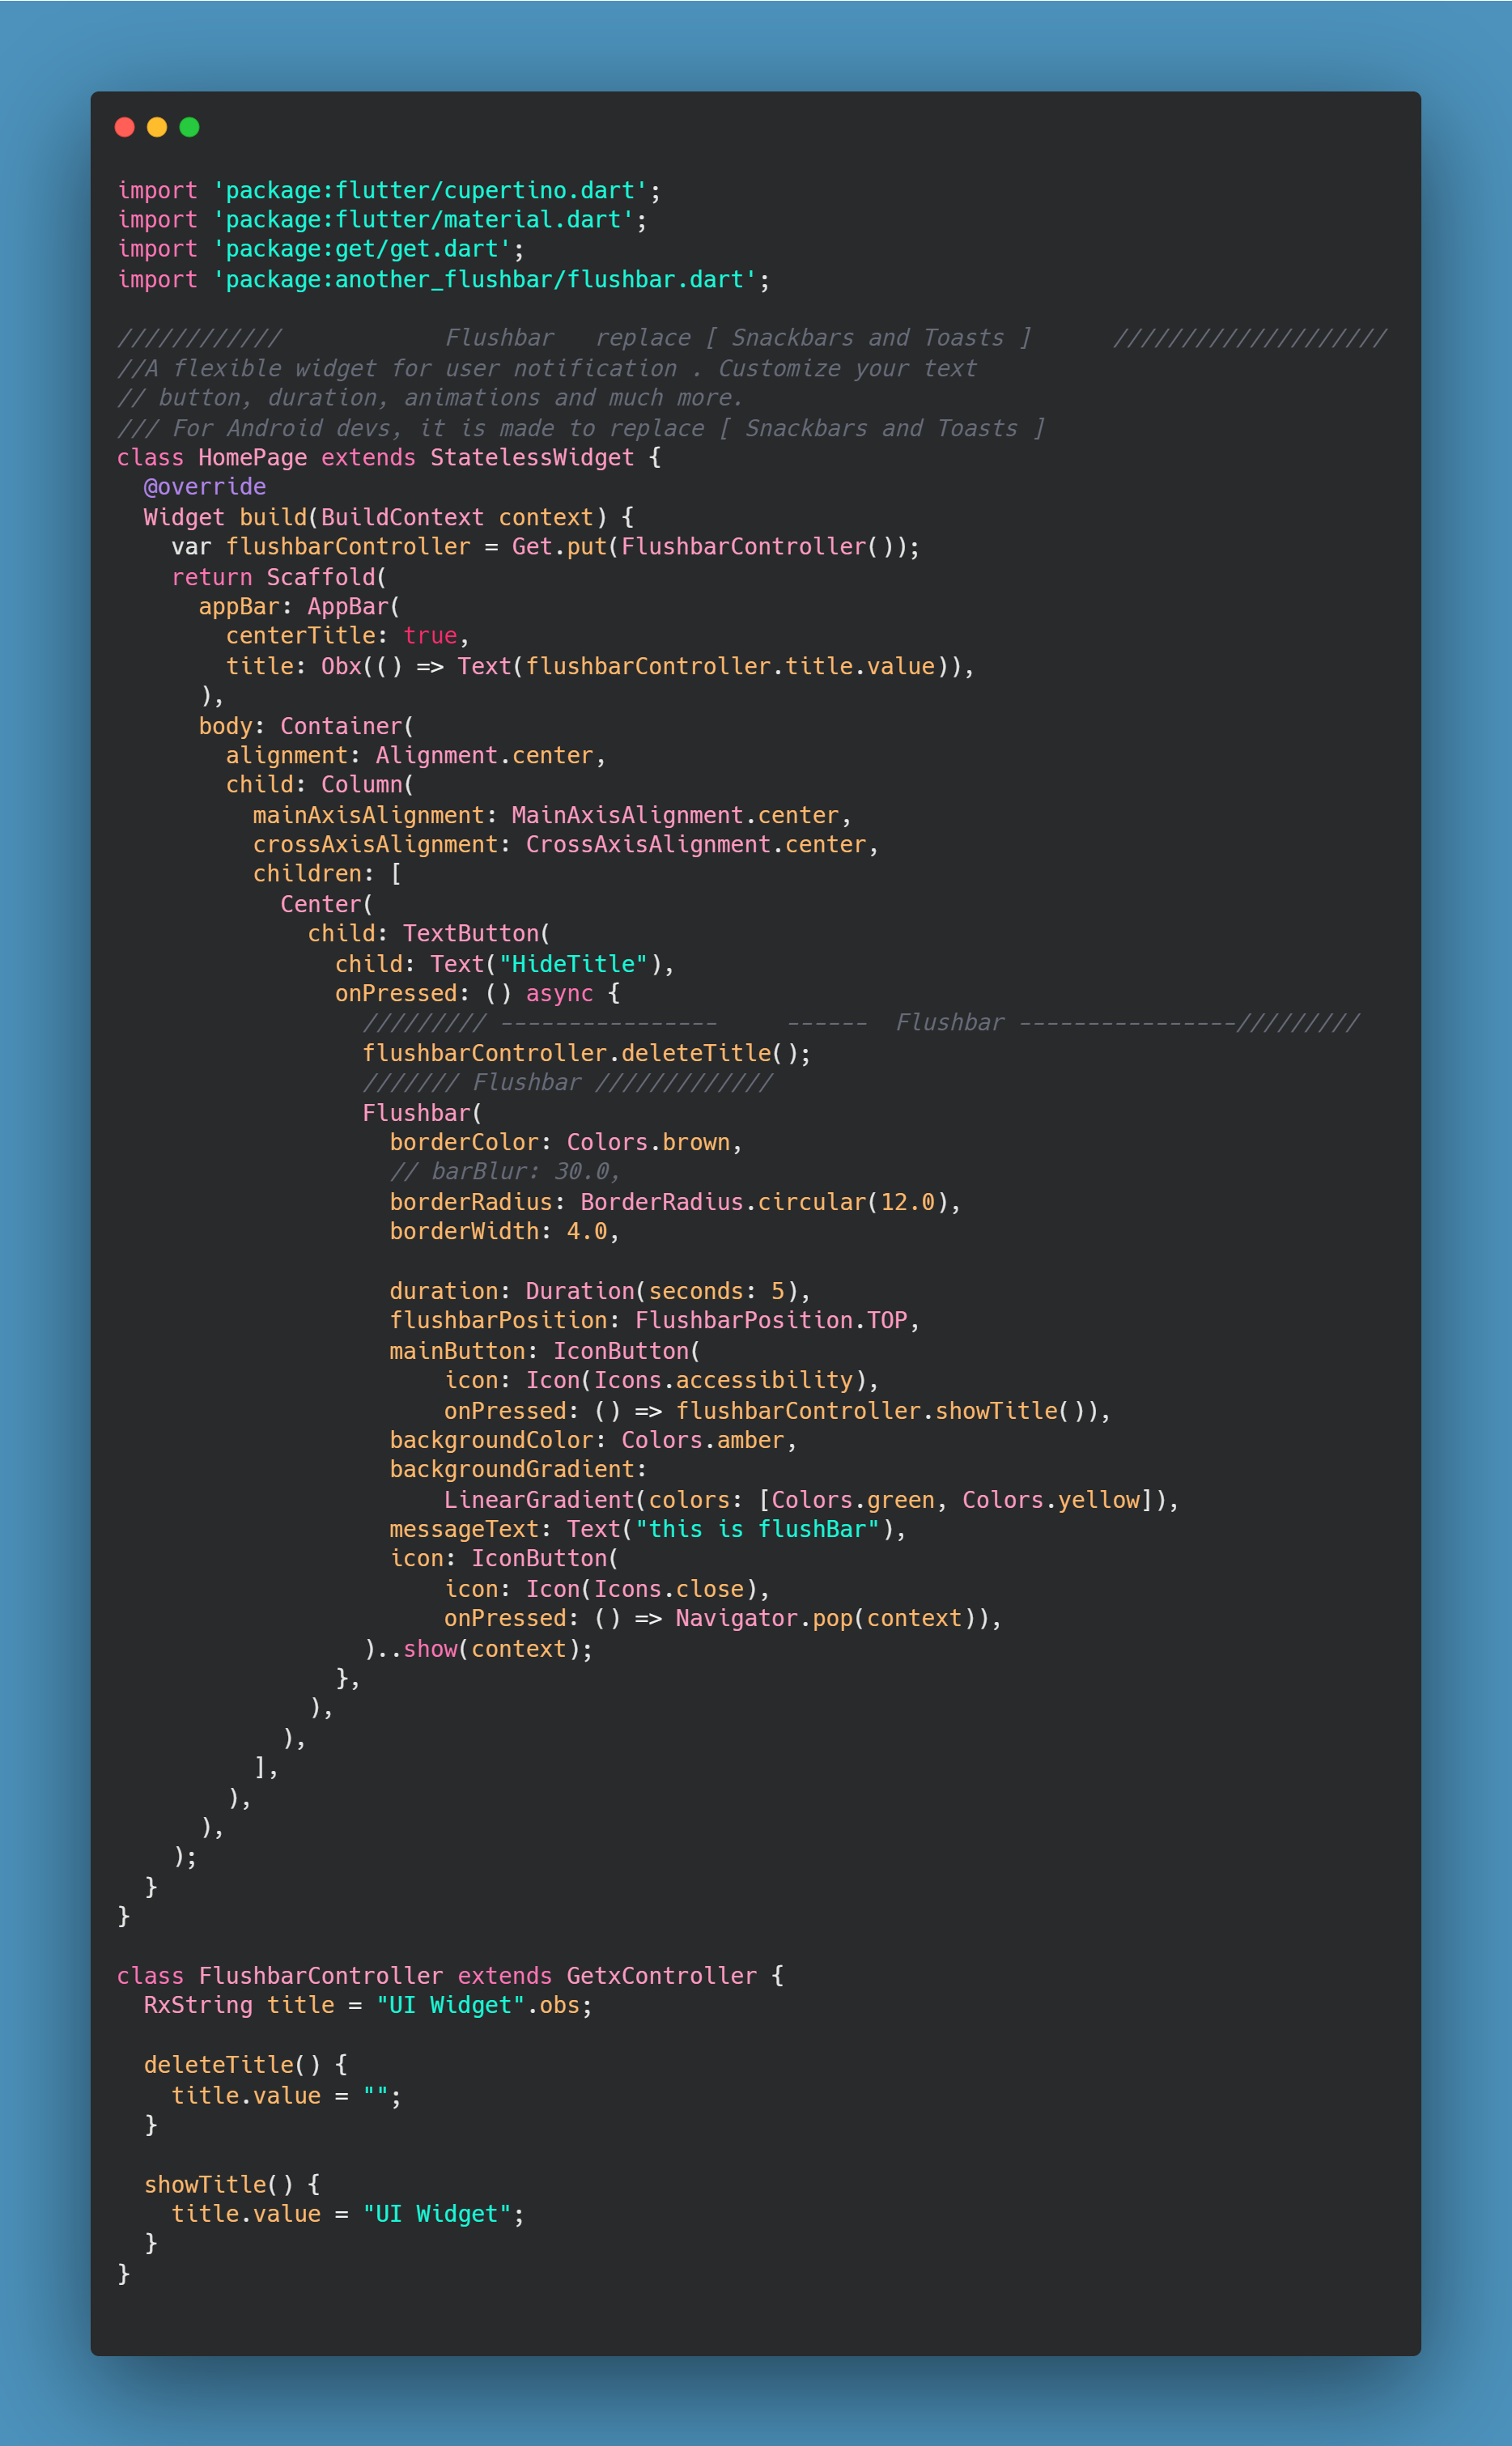 import 'package:flutter/cupertino.dart';
import 'package:flutter/material.dart';
import 'package:get/get.dart';
import 'package:another_flushbar/flushbar.dart';

////////////            Flushbar   replace [ Snackbars and Toasts ]      ////////////////////
//A flexible widget for user notification . Customize your text
// button, duration, animations and much more.
/// For Android devs, it is made to replace [ Snackbars and Toasts ]
class HomePage extends StatelessWidget {
  @override
  Widget build(BuildContext context) {
    var flushbarController = Get.put(FlushbarController());
    return Scaffold(
      appBar: AppBar(
        centerTitle: true,
        title: Obx(() => Text(flushbarController.title.value)),
      ),
      body: Container(
        alignment: Alignment.center,
        child: Column(
          mainAxisAlignment: MainAxisAlignment.center,
          crossAxisAlignment: CrossAxisAlignment.center,
          children: [
            Center(
              child: TextButton(
                child: Text("HideTitle"),
                onPressed: () async {
                  ///////// ----------------     ------  Flushbar ----------------/////////
                  flushbarController.deleteTitle();
                  /////// Flushbar /////////////
                  Flushbar(
                    borderColor: Colors.brown,
                    // barBlur: 30.0,
                    borderRadius: BorderRadius.circular(12.0),
                    borderWidth: 4.0,

                    duration: Duration(seconds: 5),
                    flushbarPosition: FlushbarPosition.TOP,
                    mainButton: IconButton(
                        icon: Icon(Icons.accessibility),
                        onPressed: () => flushbarController.showTitle()),
                    backgroundColor: Colors.amber,
                    backgroundGradient:
                        LinearGradient(colors: [Colors.green, Colors.yellow]),
                    messageText: Text("this is flushBar"),
                    icon: IconButton(
                        icon: Icon(Icons.close),
                        onPressed: () => Navigator.pop(context)),
                  )..show(context);
                },
              ),
            ),
          ],
        ),
      ),
    );
  }
}

class FlushbarController extends GetxController {
  RxString title = "UI Widget".obs;

  deleteTitle() {
    title.value = "";
  }

  showTitle() {
    title.value = "UI Widget";
  }
}